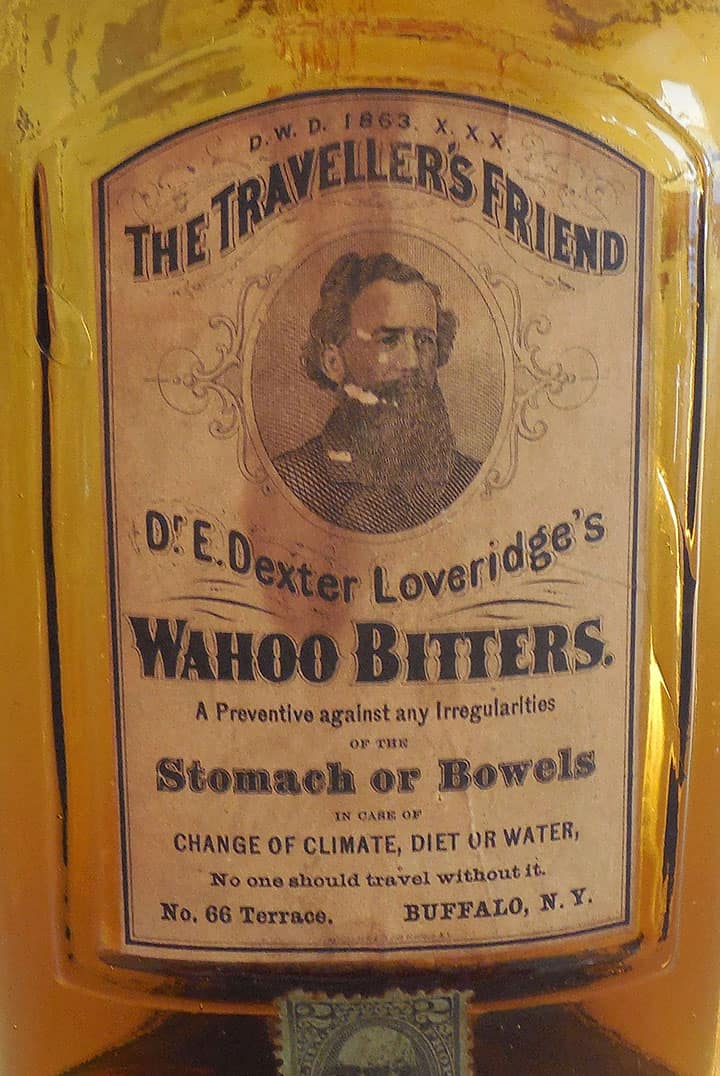 D. W. D. 1863. X. X. X.
THE TRAVELLER'S FRIEND
Dr. E. Dexter Loveridge's
WAHOO BITTERS.
A Preventive against any Irregularities
OF THE
Stomach or Bowels
IN CASE OF
CHANGE OF CLIMATE, DIET OR WATER,
No one should travel without it.
No. 66 Terrace. BUFFALO, N. Y.